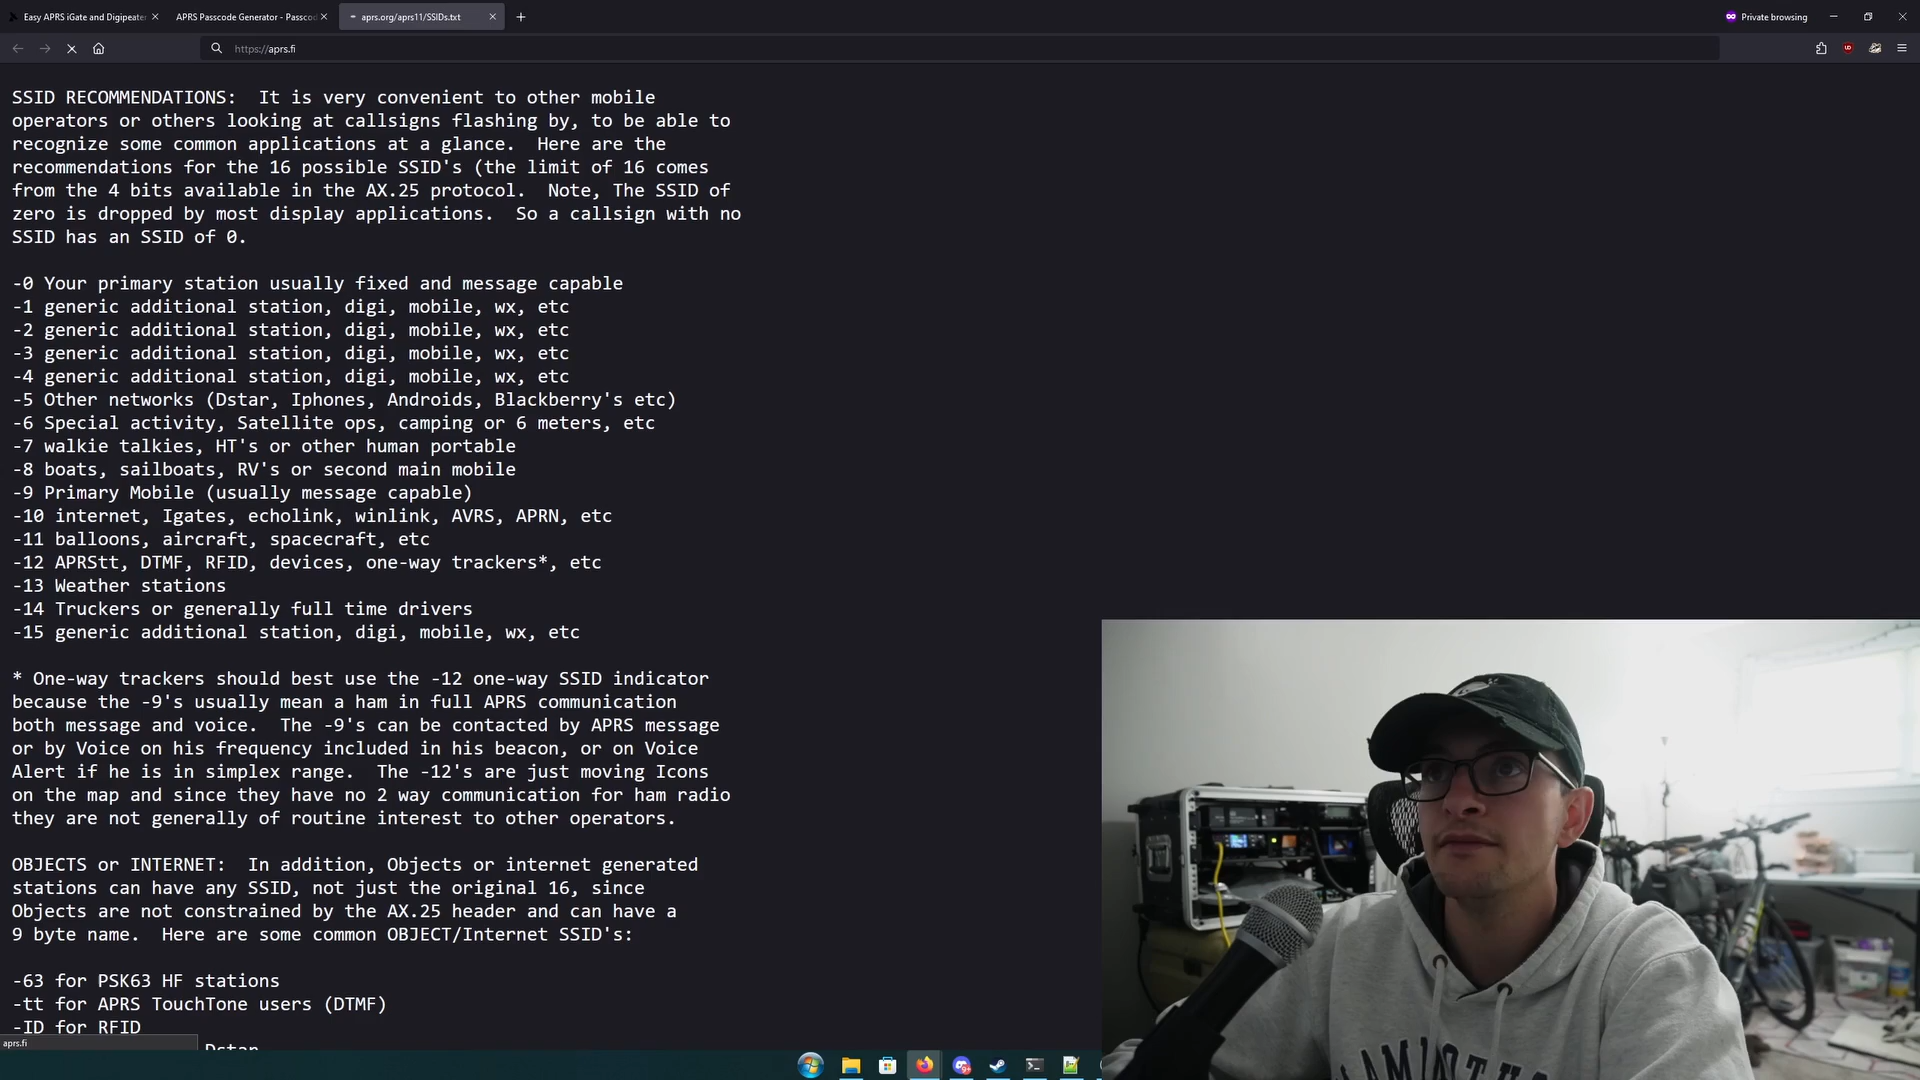 Easy APRS iGate and Digipeater
APRS Passcode Generator - Passcod
aprs.org/aprs11/SSIDs.txt
Private browsing
https://aprs.fi
SSID RECOMMENDATIONS:  It is very convenient to other mobile
operators or others looking at callsigns flashing by, to be able to
recognize some common applications at a glance.  Here are the
recommendations for the 16 possible SSID's (the limit of 16 comes
from the 4 bits available in the AX.25 protocol.  Note, The SSID of
zero is dropped by most display applications.  So a callsign with no
SSID has an SSID of 0.
-0 Your primary station usually fixed and message capable
-1 generic additional station, digi, mobile, wx, etc
-2 generic additional station, digi, mobile, wx, etc
-3 generic additional station, digi, mobile, wx, etc
-4 generic additional station, digi, mobile, wx, etc
-5 Other networks (Dstar, Iphones, Androids, Blackberry's etc)
-6 Special activity, Satellite ops, camping or 6 meters, etc
-7 walkie talkies, HT's or other human portable
-8 boats, sailboats, RV's or second main mobile
-9 Primary Mobile (usually message capable)
-10 internet, Igates, echolink, winlink, AVRS, APRN, etc
-11 balloons, aircraft, spacecraft, etc
-12 APRStt, DTMF, RFID, devices, one-way trackers*, etc
-13 Weather stations
-14 Truckers or generally full time drivers
-15 generic additional station, digi, mobile, wx, etc
* One-way trackers should best use the -12 one-way SSID indicator
because the -9's usually mean a ham in full APRS communication
both message and voice.  The -9's can be contacted by APRS message
or by Voice on his frequency included in his beacon, or on Voice
Alert if he is in simplex range.  The -12's are just moving Icons
on the map and since they have no 2 way communication for ham radio
they are not generally of routine interest to other operators.
OBJECTS or INTERNET:  In addition, Objects or internet generated
stations can have any SSID, not just the original 16, since
Objects are not constrained by the AX.25 header and can have a
9 byte name.  Here are some common OBJECT/Internet SSID's:
-63 for PSK63 HF stations
-tt for APRS TouchTone users (DTMF)
-ID for RFID
aprs.fi